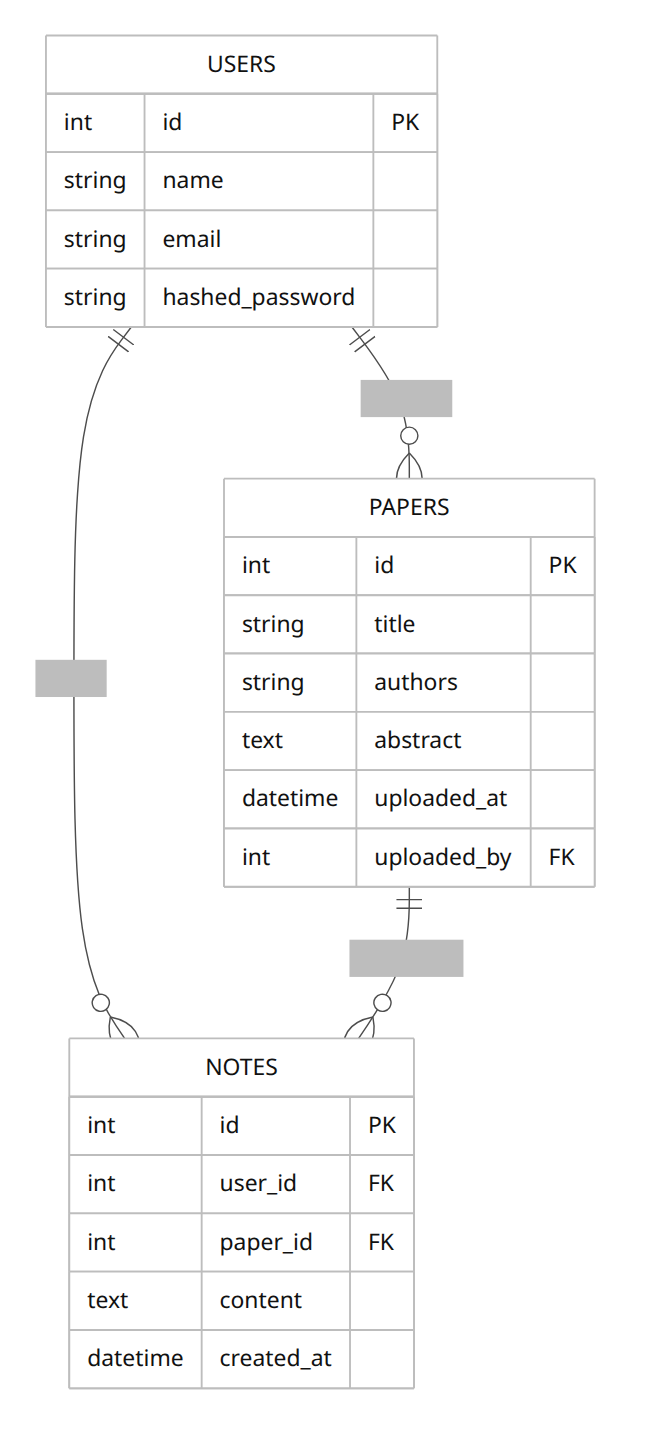 USERS
int id PK
string name
string email
string hashed_password
PAPERS
int id PK
string title
string authors
text abstract
datetime uploaded_at
int uploaded_by FK
NOTES
int id PK
int user_id FK
int paper_id FK
text content
datetime created_at